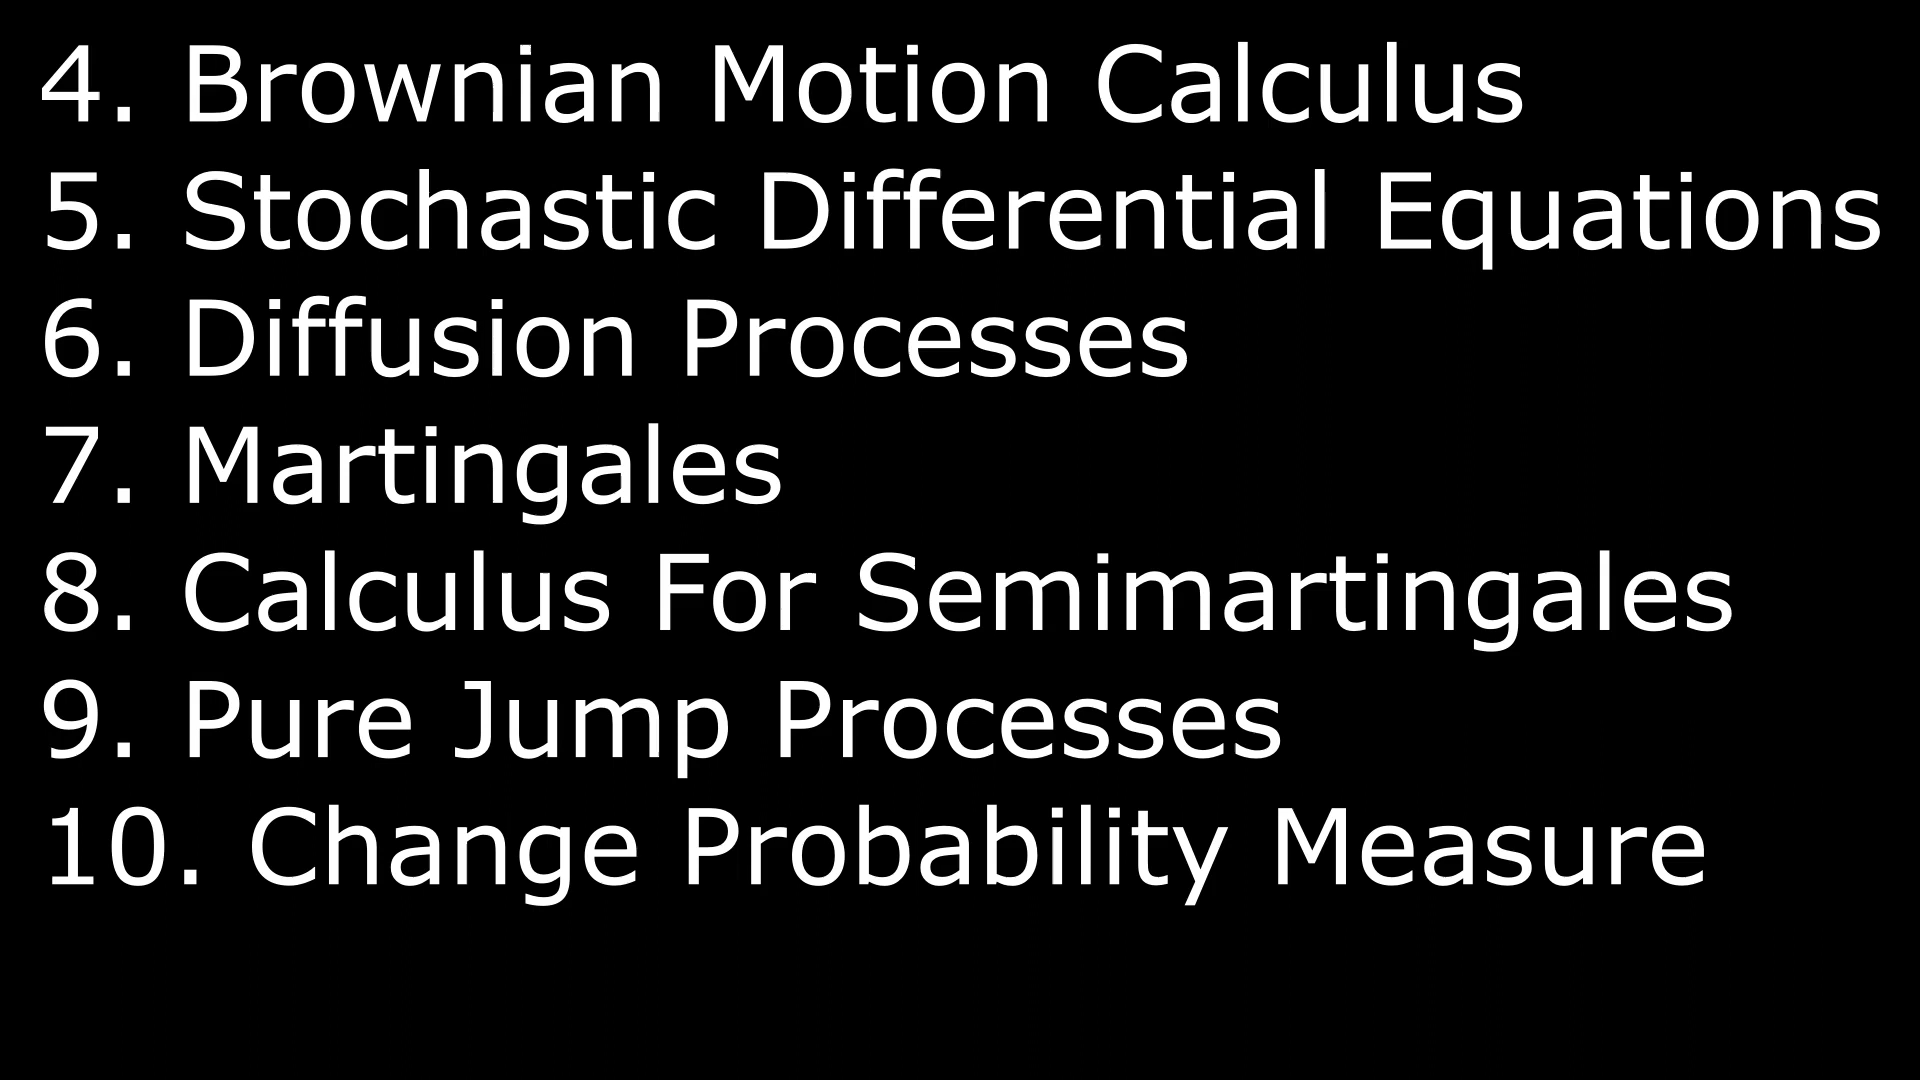 4. Brownian Motion Calculus
5. Stochastic Differential Equations
6. Diffusion Processes
7. Martingales
8. Calculus For Semimartingales
9. Pure Jump Processes
10. Change Probability Measure